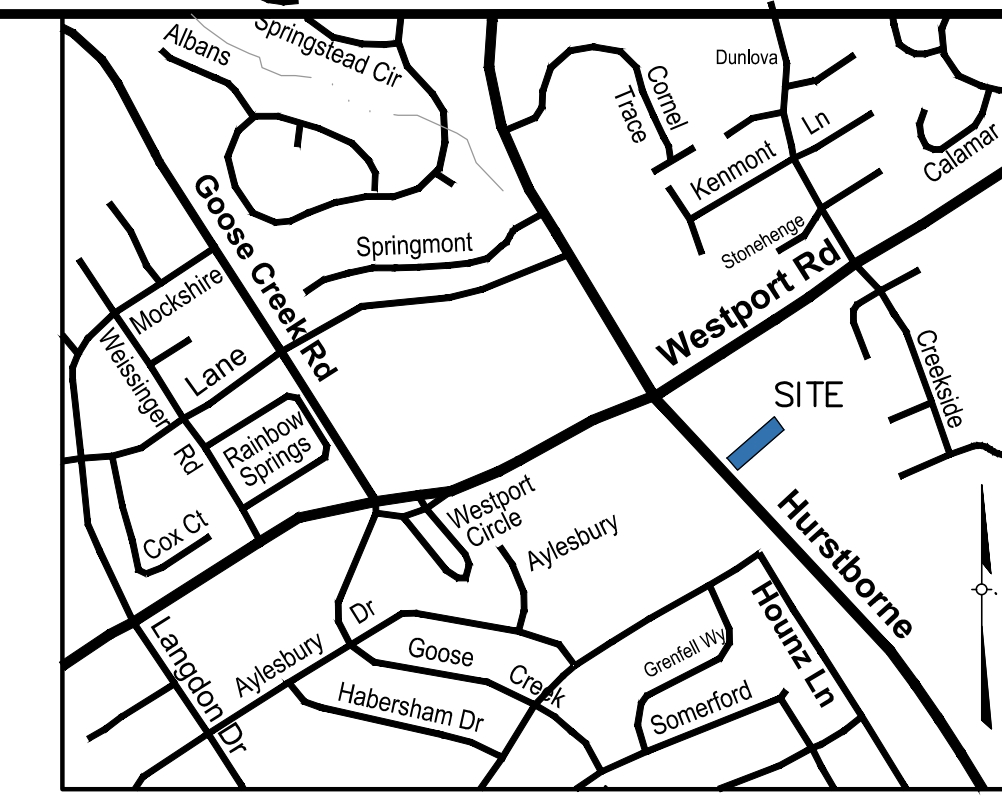 Springstead Cir
Albans
Dunlova
Cornel
Trace
Ln
Kenmont
Calamar
Goose Creek Rd
Springmont
Stonehenge
Westport Rd
Mockshire
Weissinger
Rd
Lane
Creekside
SITE
Rainbow
Springs
Westport
Circle
Cox Ct
Aylesbury
Hurstborne
Hounz Ln
Dr
Aylesbury
Langdon Dr
Goose
Creek
Grenfell Wy
Habersham Dr
Somerford